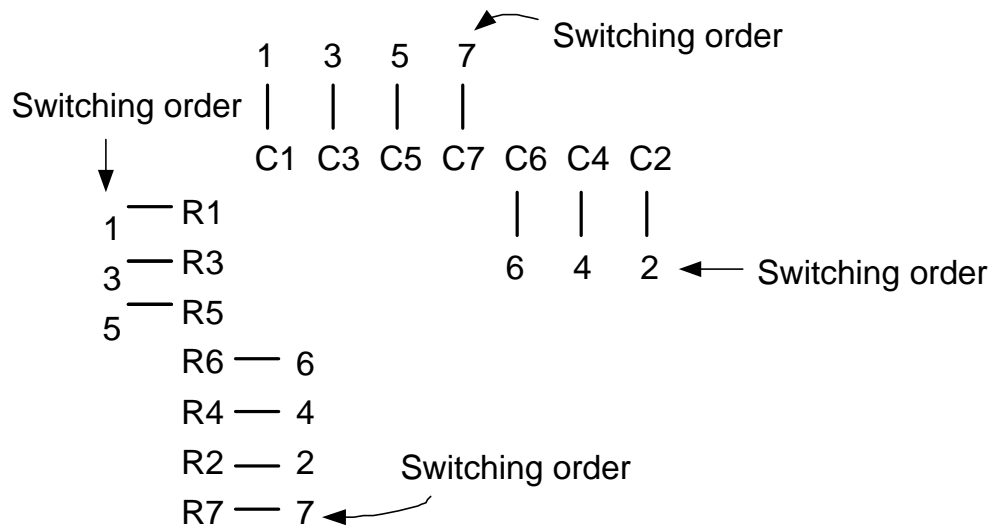 Switching order
1 3 5 7
Switching order
C1 C3 C5 C7 C6 C4 C2
1 R1
3 R3
6 4 2 Switching order
5 R5
R6 6
R4 4
R2 2
Switching order
R7 7